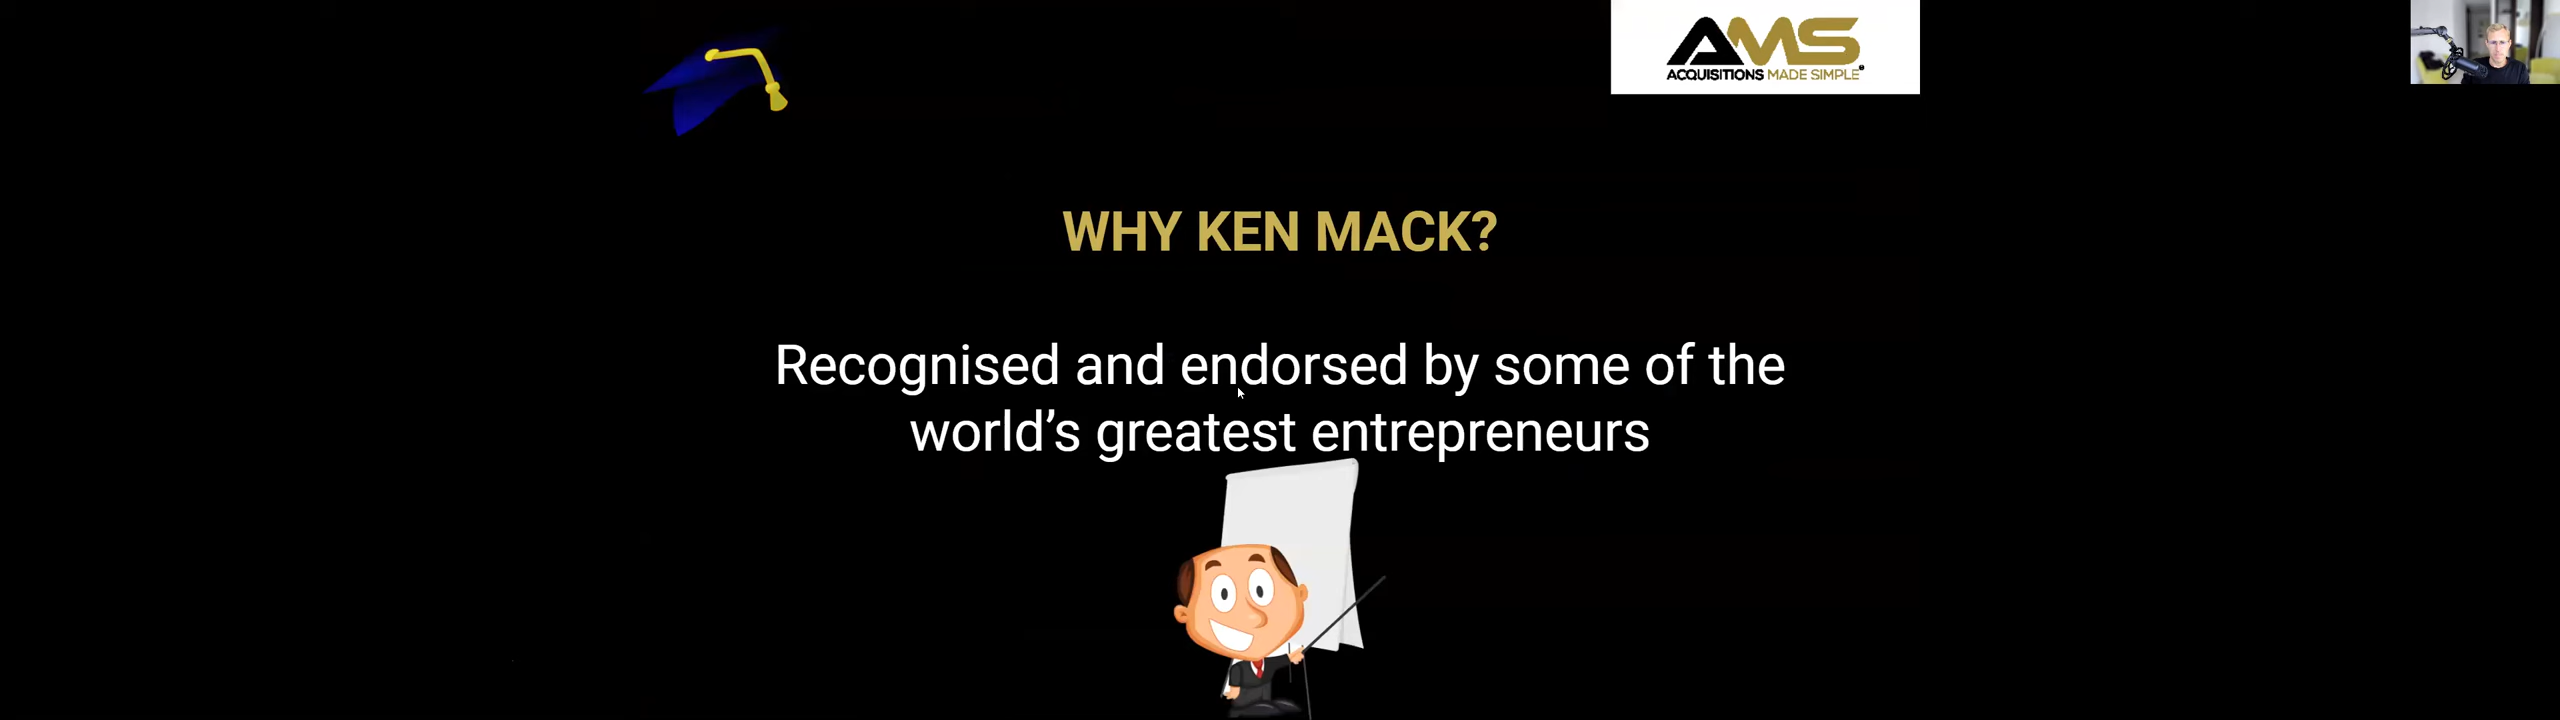 AMS
ACQUISITIONS MADE SIMPLE
WHY KEN MACK?
Recognised and endorsed by some of the
world’s greatest entrepreneurs